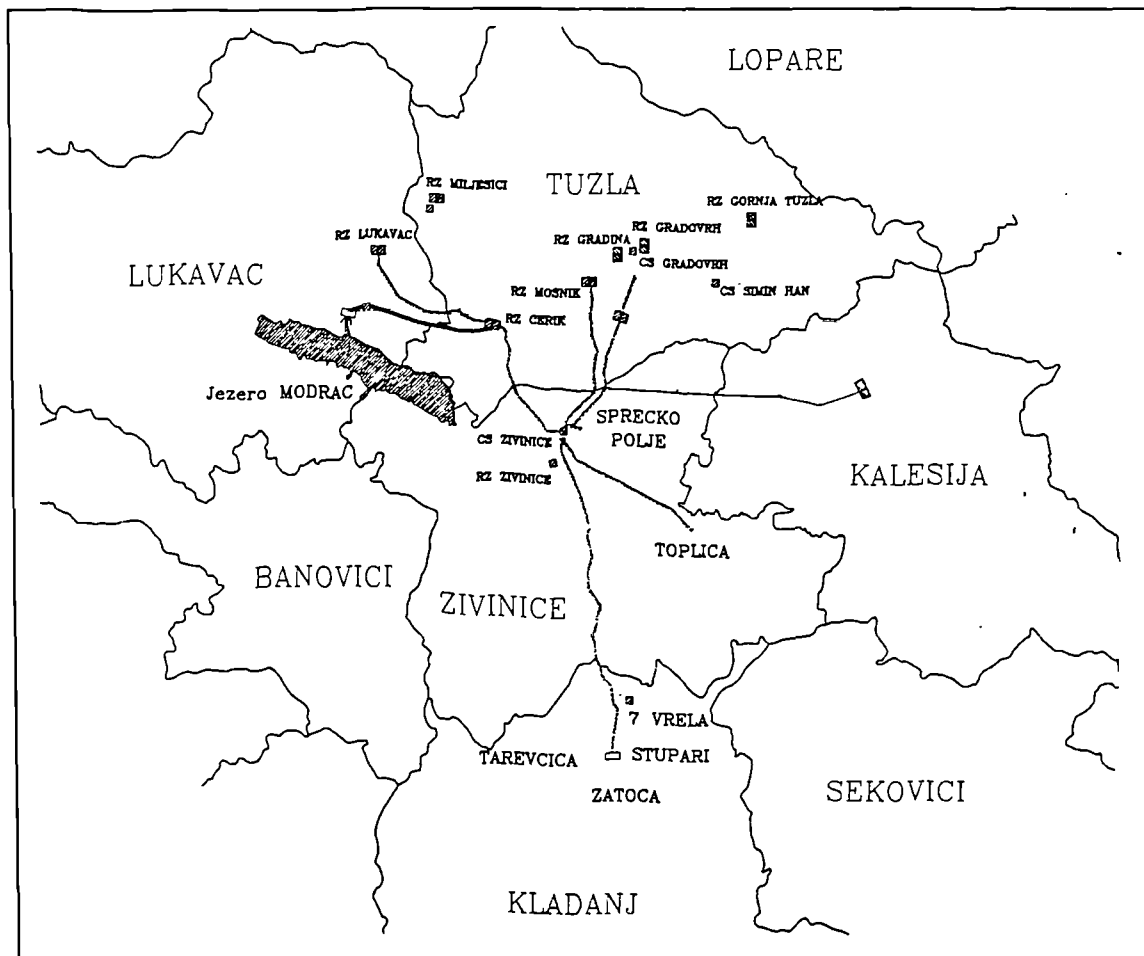 LOPARE
RZ MILJESICI
TUZLA
RZ GORNJA TUZLA
RZ LUKAVAC
RZ GRADINA
RZ GRADOVRH
CS GRADOVRH
LUKAVAC
RZ MOSNIK
CS SIMIN HAN
RZ CERIK
Jezero MODRAC
SPRECKO
POLJE
CS ZIVINICE
RZ ZIVINICE
KALESIJA
TOPLICA
BANOVICI
ZIVINICE
7 VRELA
TAREVCICA
STUPARI
ZATOCA
SEKOVICI
KLADANJ